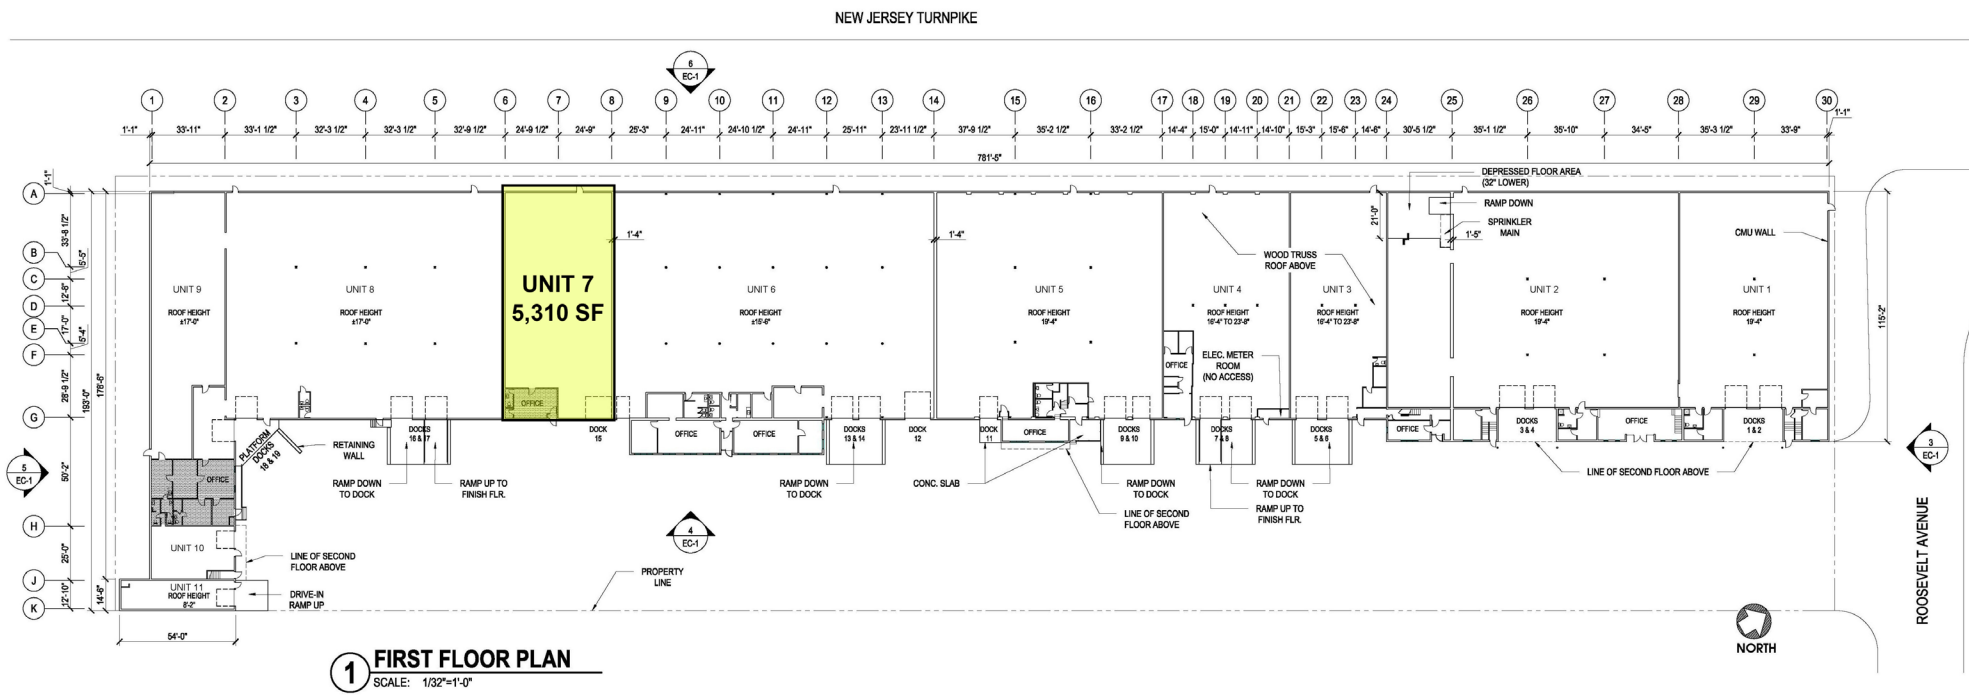 NEW JERSEY TURNPIKE
6
EC-1
1 2 3 4 5 6 7 8 9 10 11 12 13 14 15 16 17 18 19 20 21 22 23 24 25 26 27 28 29 30
1'-1" 33'-11" 33'-1 1/2" 32'-3 1/2" 32'-3 1/2" 32'-9 1/2" 24'-9 1/2" 24'-9" 25'-3" 24'-11" 24'-10 1/2" 24'-11" 25'-11" 23'-11 1/2" 37'-9 1/2" 35'-2 1/2" 33'-2 1/2" 14'-4" 15'-0" 14'-11" 14'-10" 15'-3" 15'-6" 14'-6" 30'-5 1/2" 35'-1 1/2" 35'-10" 34'-5" 35'-3 1/2" 33'-9" 1'-1"
781'-5"
A
B
C
D
E
F
G
H
J
K
1'-1"
33'-8 1/2"
5'-5"
12'-8"
17'-0"
5'-4"
28'-9 1/2"
50'-2"
25'-0"
12'-10"
193'-0"
178'-6"
14'-6"
54'-0"
UNIT 9
ROOF HEIGHT
±17'-0"
UNIT 8
ROOF HEIGHT
±17'-0"
UNIT 7
5,310 SF
OFFICE
1'-4"
UNIT 6
ROOF HEIGHT
±15'-6"
1'-4"
UNIT 5
ROOF HEIGHT
19'-4"
WOOD TRUSS
ROOF ABOVE
UNIT 4
ROOF HEIGHT
16'-4" TO 23'-8"
OFFICE
ELEC. METER
ROOM
(NO ACCESS)
UNIT 3
ROOF HEIGHT
16'-4" TO 23'-8"
21'-0"
DEPRESSED FLOOR AREA
(32" LOWER)
RAMP DOWN
SPRINKLER
MAIN
1'-5"
UNIT 2
ROOF HEIGHT
19'-4"
CMU WALL
UNIT 1
ROOF HEIGHT
19'-4"
115'-2"
PLATFORM
DOCKS
18 & 19
RETAINING
WALL
DOCKS
16 & 17
RAMP DOWN
TO DOCK
RAMP UP TO
FINISH FLR.
DOCK
15
OFFICE
OFFICE
DOCKS
13 & 14
RAMP DOWN
TO DOCK
DOCK
12
DOCK
11
OFFICE
CONC. SLAB
DOCKS
9 & 10
RAMP DOWN
TO DOCK
LINE OF SECOND
FLOOR ABOVE
DOCKS
7 & 8
DOCKS
5 & 6
RAMP DOWN
TO DOCK
RAMP UP TO
FINISH FLR.
OFFICE
DOCKS
3 & 4
OFFICE
DOCKS
1 & 2
LINE OF SECOND FLOOR ABOVE
5
EC-1
3
EC-1
4
EC-1
OFFICE
UNIT 10
LINE OF SECOND
FLOOR ABOVE
UNIT 11
ROOF HEIGHT
8'-2"
DRIVE-IN
RAMP UP
PROPERTY
LINE
ROOSEVELT AVENUE
NORTH
1 FIRST FLOOR PLAN
SCALE: 1/32"=1'-0"